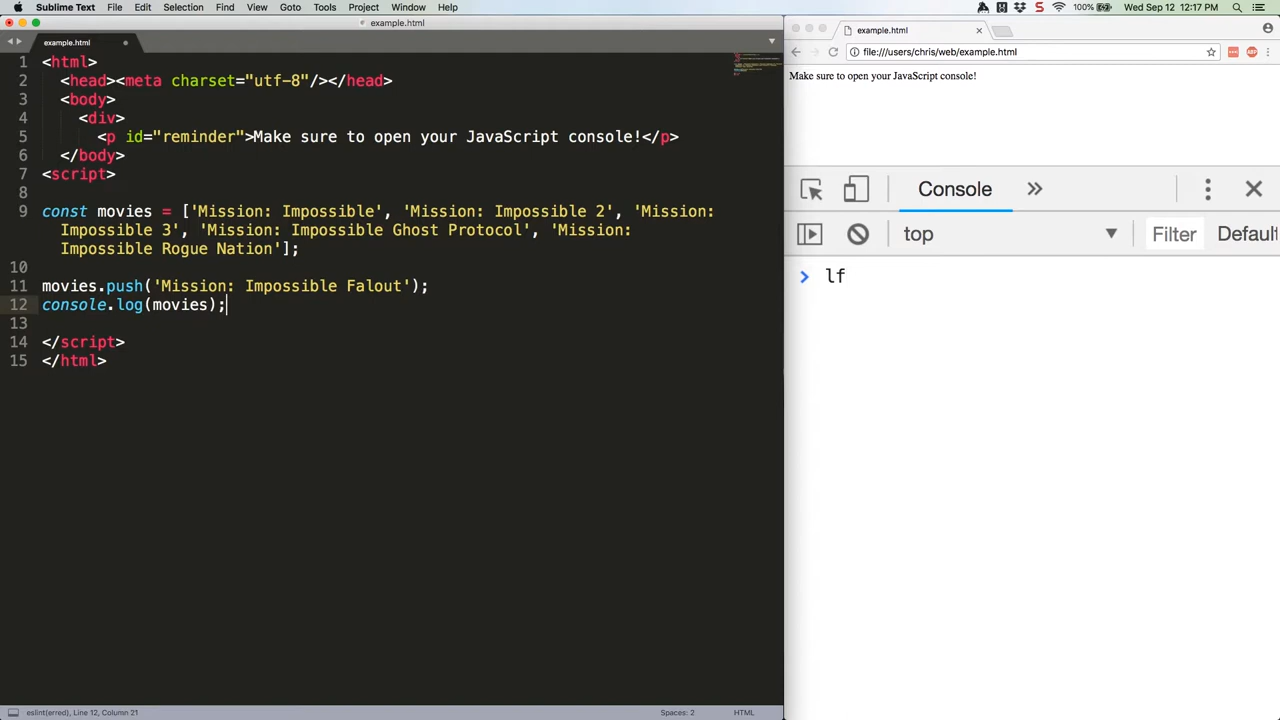 Sublime Text File Edit Selection Find View Goto Tools Project Window Help 100% Wed Sep 12 12:17 PM
example.html
example.html
1 <html>
2 <head><meta charset="utf-8"/></head>
3 <body>
4 <div>
5 <p id="reminder">Make sure to open your JavaScript console!</p>
6 </body>
7 <script>
8
9 const movies = ['Mission: Impossible', 'Mission: Impossible 2', 'Mission:
Impossible 3', 'Mission: Impossible Ghost Protocol', 'Mission:
Impossible Rogue Nation'];
10
11 movies.push('Mission: Impossible Falout');
12 console.log(movies);
13
14 </script>
15 </html>
eslint(erred), Line 12, Column 21 Spaces: 2 HTML
example.html
file:///users/chris/web/example.html
Make sure to open your JavaScript console!
Console »
top Filter Default
> lf